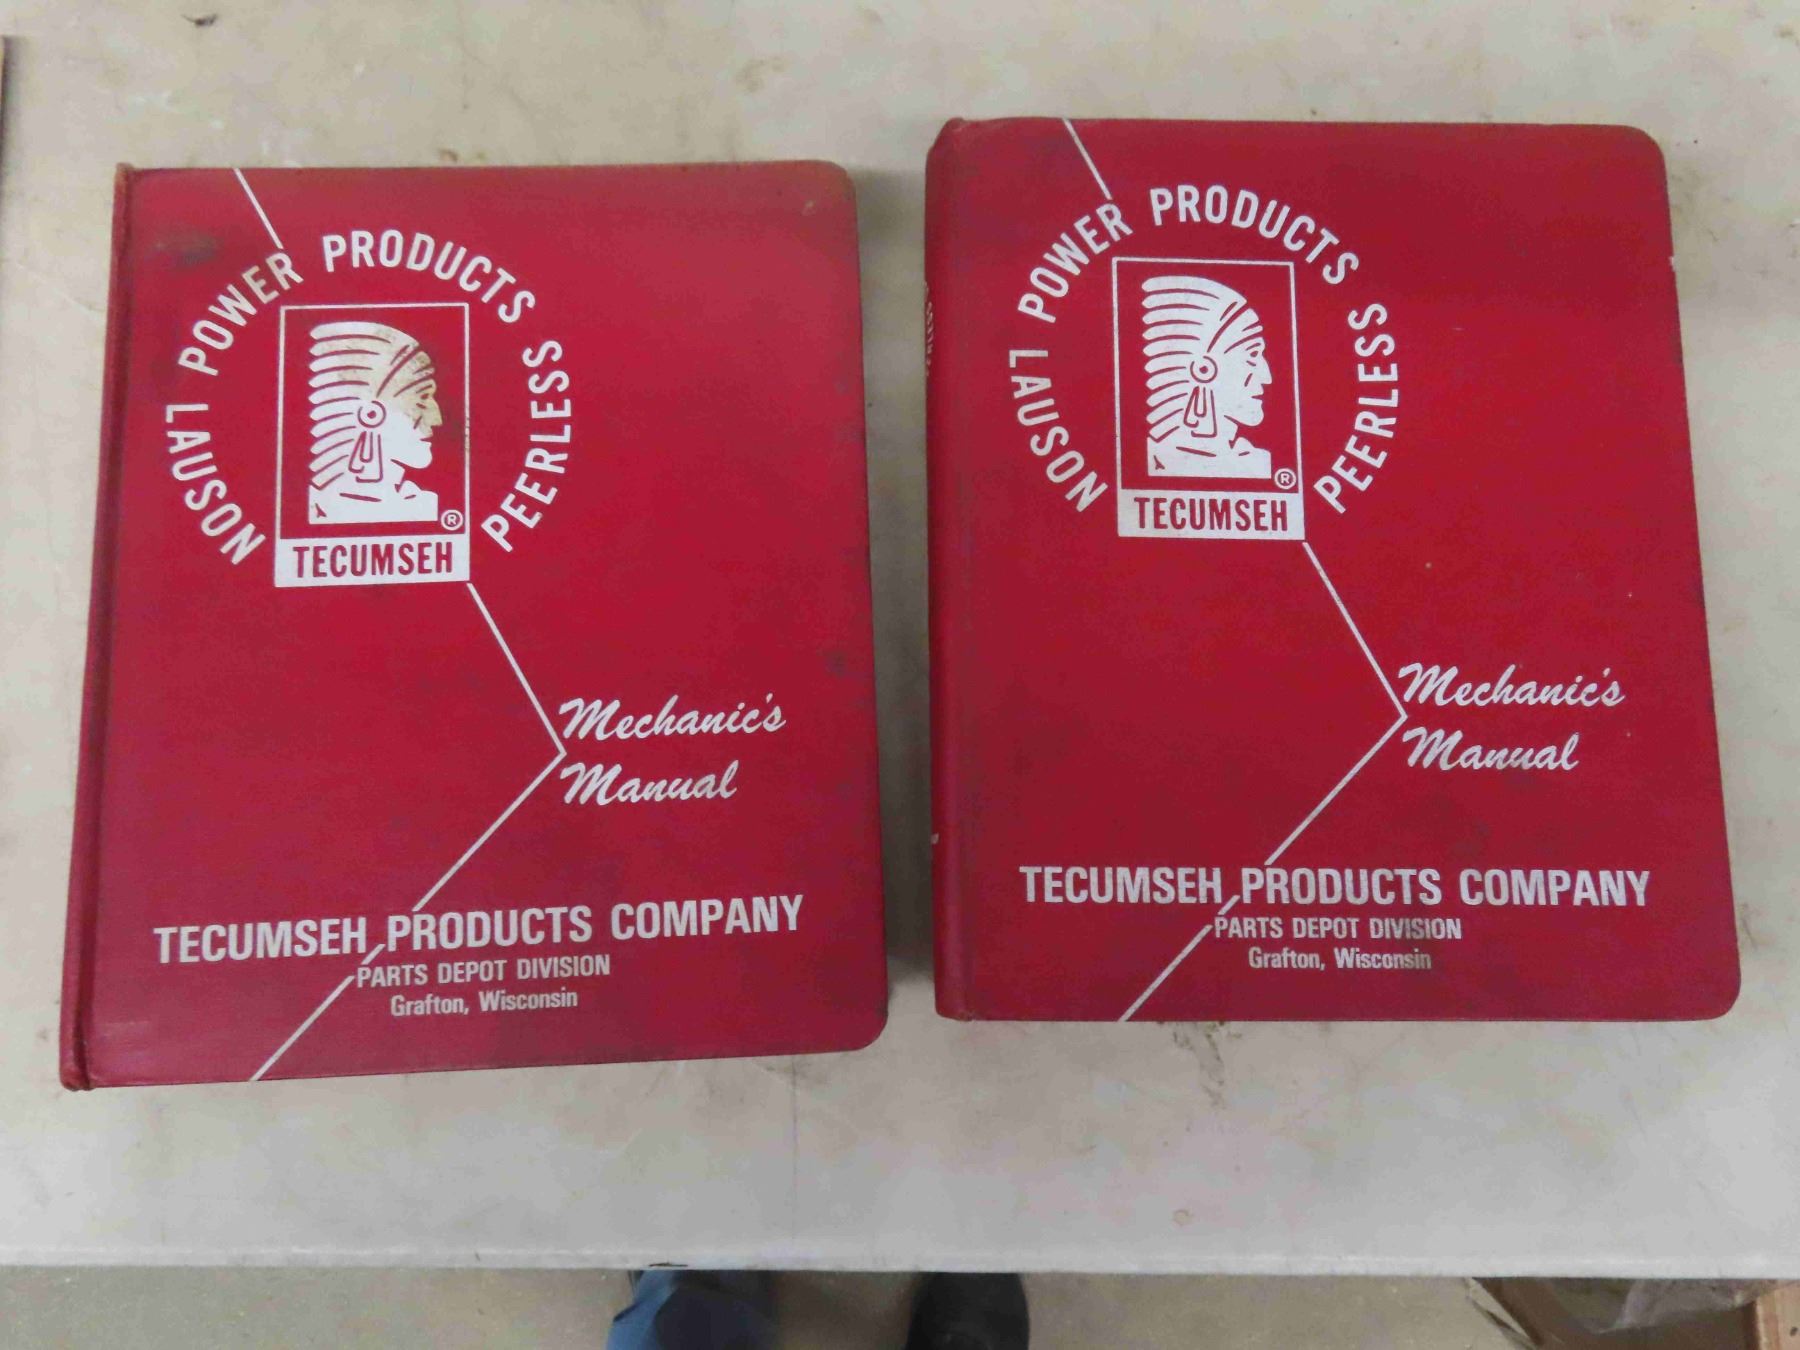 LAUSON POWER PRODUCTS PEERLESS
®
TECUMSEH
Mechanic's
Manual
TECUMSEH PRODUCTS COMPANY
PARTS DEPOT DIVISION
Grafton, Wisconsin
LAUSON POWER PRODUCTS PEERLESS
®
TECUMSEH
Mechanic's
Manual
TECUMSEH PRODUCTS COMPANY
PARTS DEPOT DIVISION
Grafton, Wisconsin